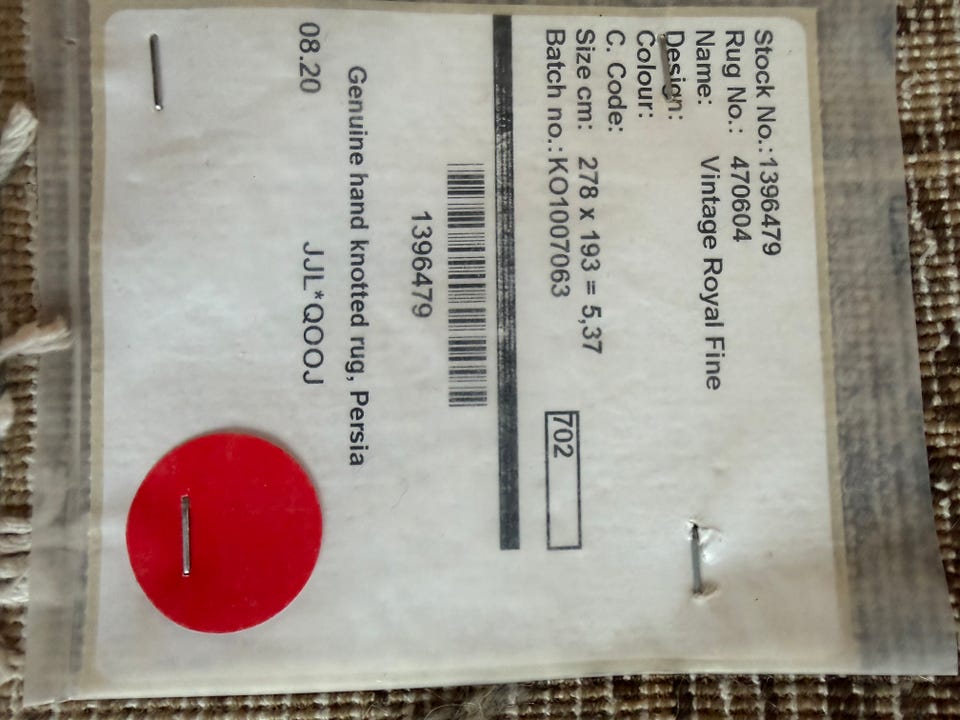 Stock No.:1396479
Rug No.: 470604
Name: Vintage Royal Fine
Design:
Colour:
C. Code:
Size cm: 278 x 193 = 5,37
Batch no.: KO1007063
702
1396479
Genuine hand knotted rug, Persia
08.20 JJL*QOOJ